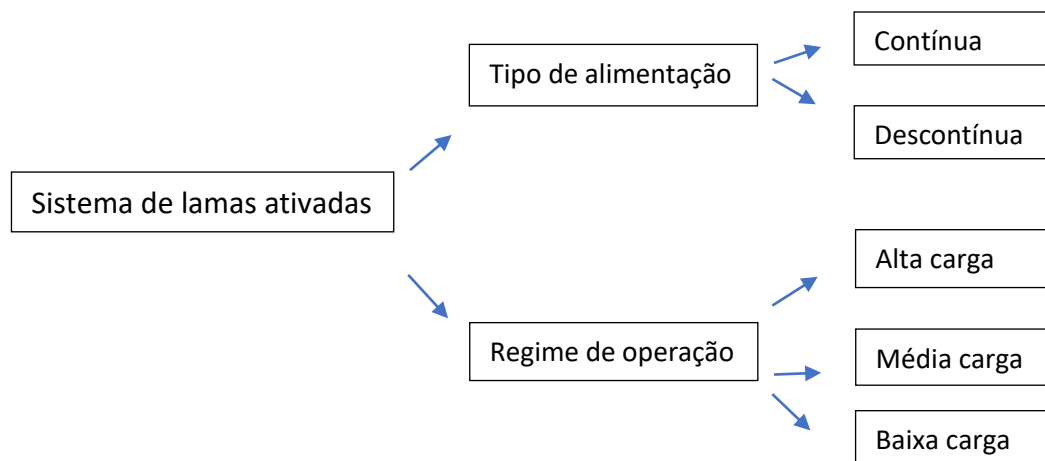 Sistema de lamas ativadas
Tipo de alimentação
Contínua
Descontínua
Regime de operação
Alta carga
Média carga
Baixa carga